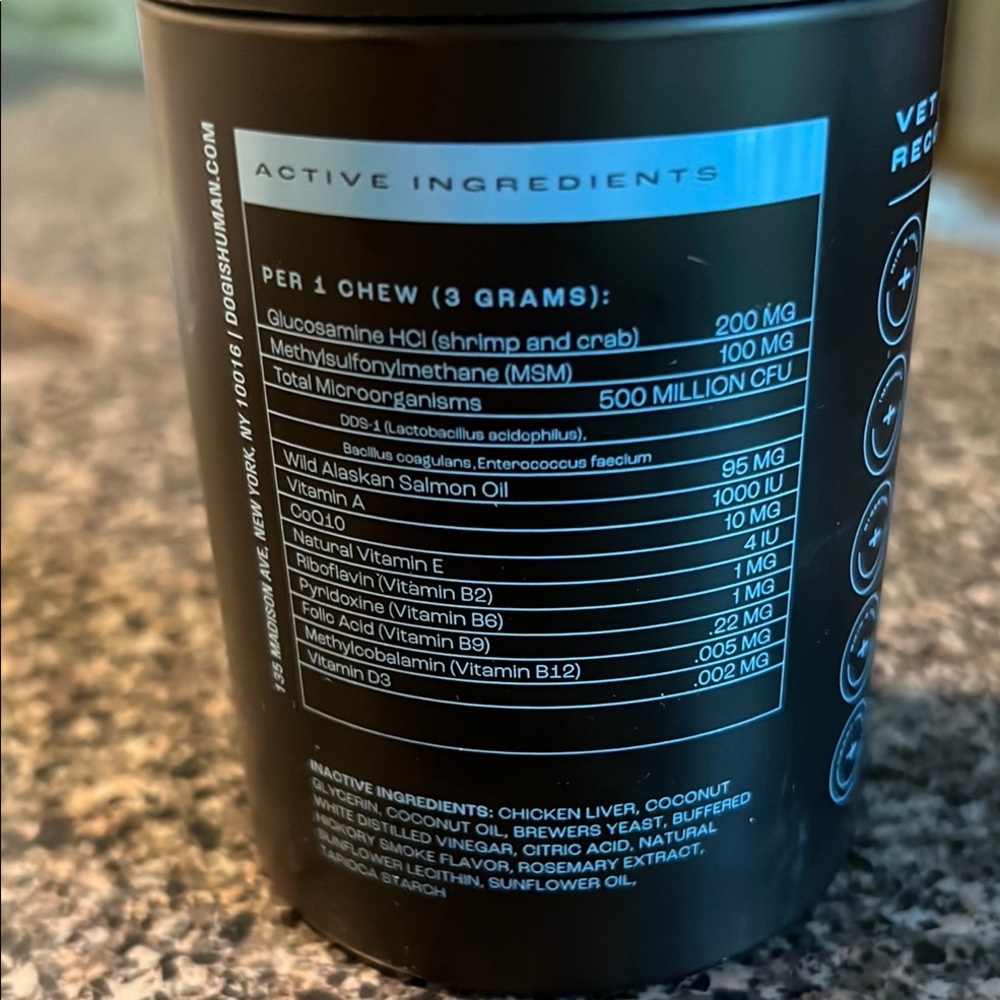 135 MADISON AVE, NEW YORK, NY 10016 | DOGISHUMAN.COM
ACTIVE INGREDIENTS
PER 1 CHEW (3 GRAMS):
Glucosamine HCl (shrimp and crab) 200 MG
Methylsulfonylmethane (MSM) 100 MG
Total Microorganisms 500 MILLION CFU
DDS-1 (Lactobacillus acidophilus),
Bacillus coagulans, Enterococcus faecium
Wild Alaskan Salmon Oil 95 MG
Vitamin A 1000 IU
CoQ10 10 MG
Natural Vitamin E 4 IU
Riboflavin (Vitamin B2) 1 MG
Pyridoxine (Vitamin B6) 1 MG
Folic Acid (Vitamin B9) .22 MG
Methylcobalamin (Vitamin B12) .005 MG
Vitamin D3 .002 MG
INACTIVE INGREDIENTS: CHICKEN LIVER, COCONUT
GLYCERIN, COCONUT OIL, BREWERS YEAST, BUFFERED
WHITE DISTILLED VINEGAR, CITRIC ACID, NATURAL
HICKORY SMOKE FLAVOR, ROSEMARY EXTRACT,
SUNFLOWER LECITHIN, SUNFLOWER OIL,
TAPIOCA STARCH
VET
RECO